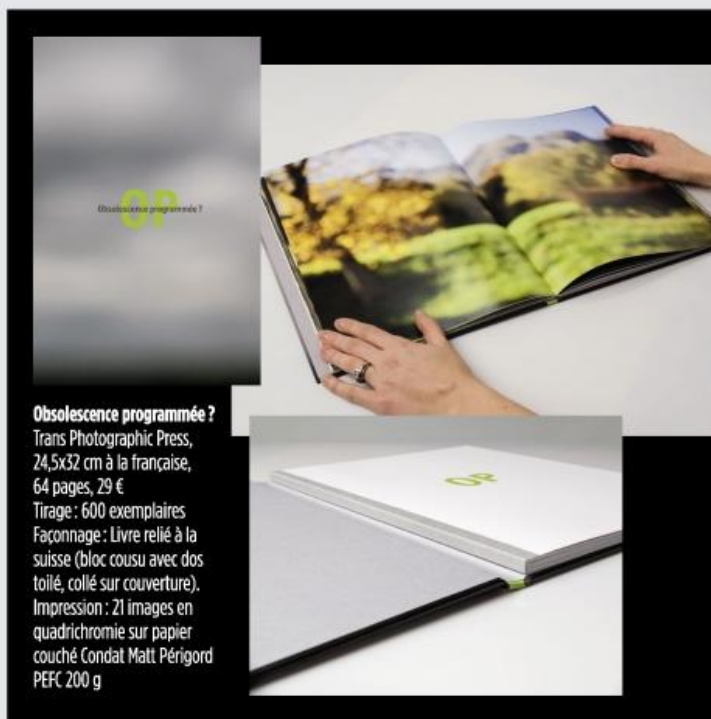 OP
Obsolescence programmée ?
OP
Obsolescence programmée ?
Trans Photographic Press,
24,5x32 cm à la française,
64 pages, 29 €
Tirage : 600 exemplaires
Façonnage : Livre relié à la
suisse (bloc cousu avec dos
toilé, collé sur couverture).
Impression : 21 images en
quadrichromie sur papier
couché Condat Matt Périgord
PEFC 200 g